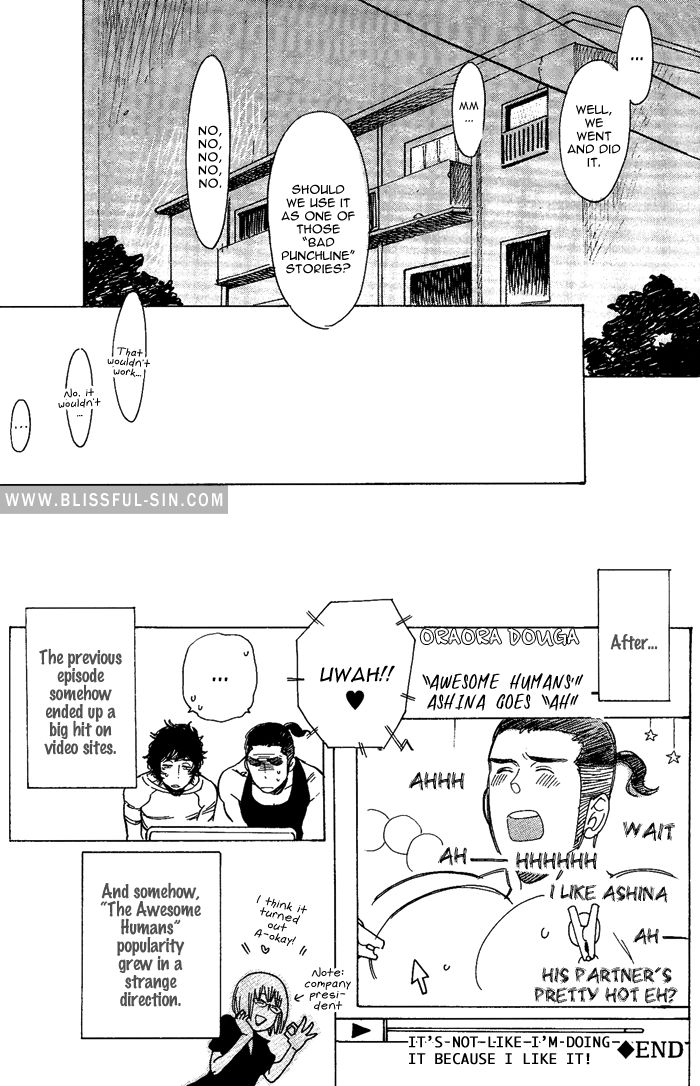 ...
WELL,
WE
WENT
AND DID
IT.
MM
...
SHOULD
WE USE IT
AS ONE OF
THOSE
"BAD
PUNCHLINE"
STORIES?
NO,
NO,
NO,
NO.
That
wouldn't
work...
No, it
wouldn't
...
...
WWW.BLISSFUL-SIN.COM
After...
ORAORA DOUGA
"AWESOME HUMANS"
ASHINA GOES "AH"
UWAH!!
♥
...
The previous
episode
somehow
ended up a
big hit on
video sites.
AHHH
WAIT
AH — HHHHHH
I LIKE ASHINA
AH —
HIS PARTNER'S
PRETTY HOT EH?
And somehow,
"The Awesome
Humans"
popularity
grew in a
strange
direction.
I think it
turned
out
A-okay!
Note:
company
presi-
dent
IT'S-NOT-LIKE-I'M-DOING
IT BECAUSE I LIKE IT!
◆END